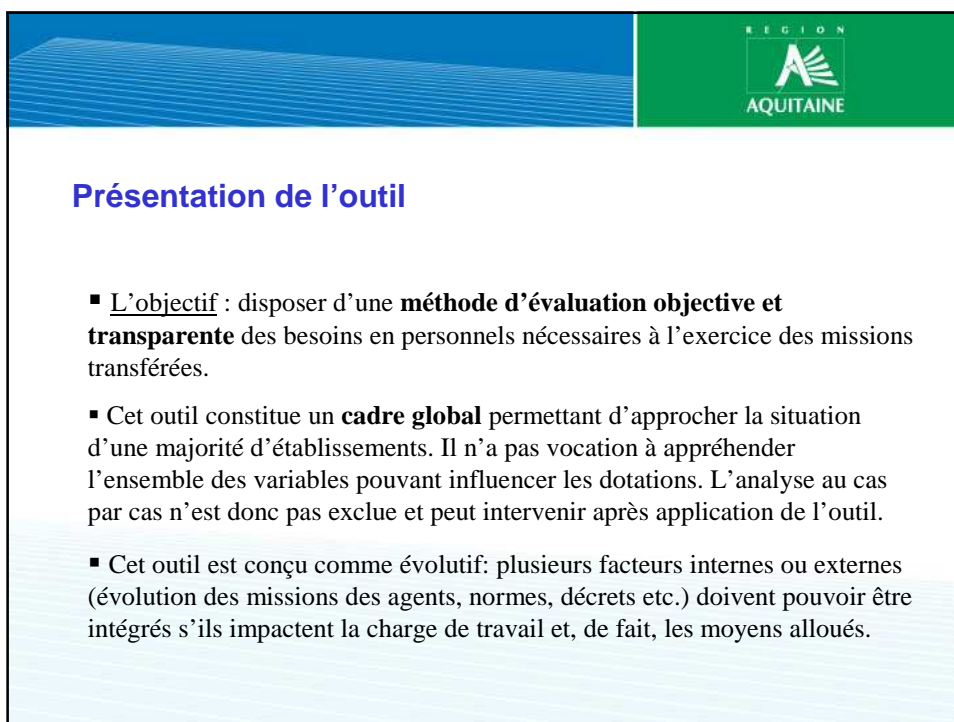 REGION
AQUITAINE
Présentation de l'outil
▪ L'objectif : disposer d'une méthode d'évaluation objective et
transparente des besoins en personnels nécessaires à l'exercice des missions
transférées.
▪ Cet outil constitue un cadre global permettant d'approcher la situation
d'une majorité d'établissements. Il n'a pas vocation à appréhender
l'ensemble des variables pouvant influencer les dotations. L'analyse au cas
par cas n'est donc pas exclue et peut intervenir après application de l'outil.
▪ Cet outil est conçu comme évolutif: plusieurs facteurs internes ou externes
(évolution des missions des agents, normes, décrets etc.) doivent pouvoir être
intégrés s'ils impactent la charge de travail et, de fait, les moyens alloués.